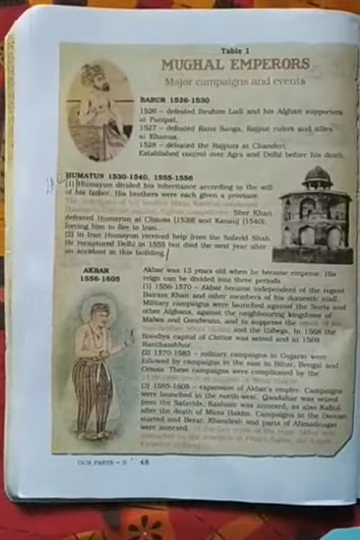 Table 1
MUGHAL EMPERORS
Major campaigns and events
BABUR 1526-1530
1526 – defeated Ibrahim Lodi and his Afghan supporters
at Panipat.
1527 – defeated Rana Sanga, Rajput rulers and allies
at Khanua.
1528 – defeated the Rajputs at Chanderi;
Established control over Agra and Delhi before his death.
HUMAYUN 1530-1540, 1555-1556
(1) Humayun divided his inheritance according to the will
of his father. His brothers were each given a province.
Sher Khan
defeated Humayun at Chausa (1539) and Kanauj (1540),
forcing him to flee to Iran.
(2) In Iran Humayun received help from the Safavid Shah.
He recaptured Delhi in 1555 but died the next year after
an accident in this building.
AKBAR
1556-1605
Akbar was 13 years old when he became emperor. His
reign can be divided into three periods.
(1) 1556-1570 – Akbar became independent of the regent
Bairam Khan and other members of his domestic staff.
Military campaigns were launched against the Suris and
other Afghans, against the neighbouring kingdoms of
Malwa and Gondwana, and to suppress the revolt of his
and the Uzbegs. In 1568 the
Sisodiya capital of Chittor was seized and in 1569
Ranthambhor.
(2) 1570-1585 – military campaigns in Gujarat were
followed by campaigns in the east in Bihar, Bengal and
Orissa. These campaigns were complicated by the
(3) 1585-1605 – expansion of Akbar's empire. Campaigns
were launched in the north-west. Qandahar was seized
from the Safavids, Kashmir was annexed, as also Kabul,
after the death of Mirza Hakim. Campaigns in the Deccan
started and Berar, Khandesh and parts of Ahmadnagar
were annexed.
OUR PASTS – II 48